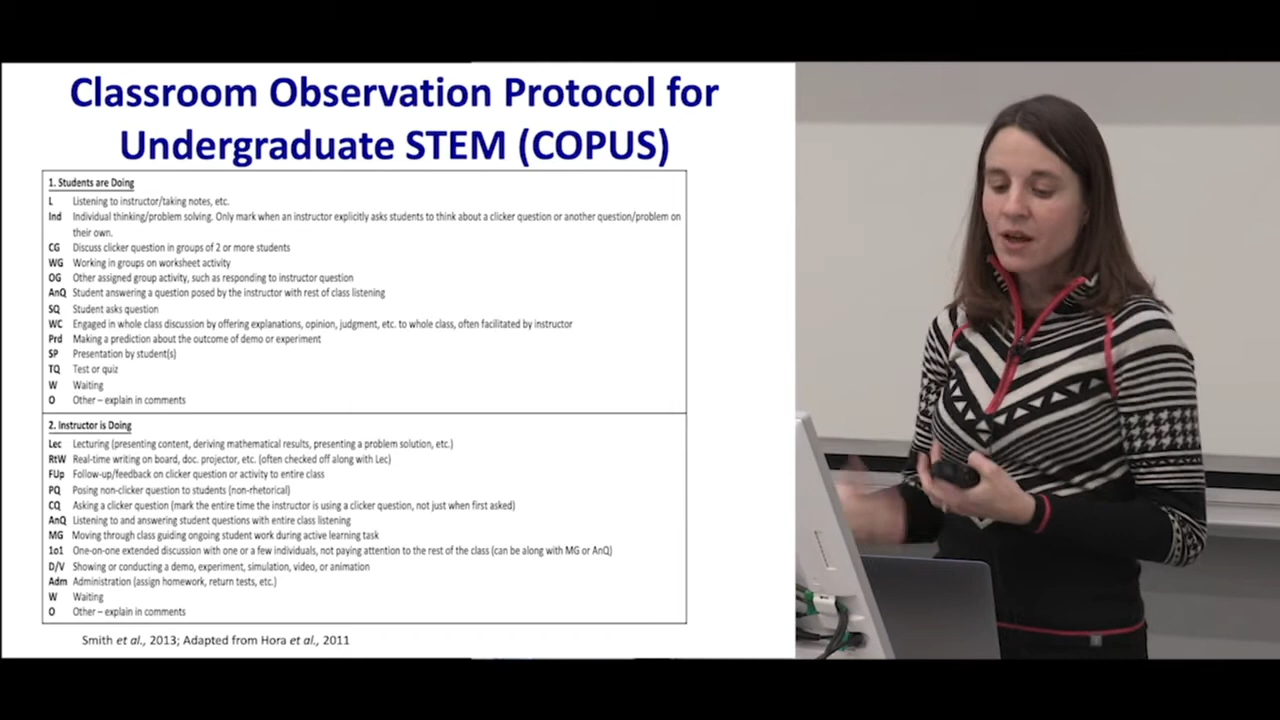 Classroom Observation Protocol for
Undergraduate STEM (COPUS)
1. Students are Doing
L Listening to instructor/taking notes, etc.
Ind Individual thinking/problem solving. Only mark when an instructor explicitly asks students to think about a clicker question or another question/problem on
their own.
CG Discuss clicker question in groups of 2 or more students
WG Working in groups on worksheet activity
OG Other assigned group activity, such as responding to instructor question
AnQ Student answering a question posed by the instructor with rest of class listening
SQ Student asks question
WC Engaged in whole class discussion by offering explanations, opinion, judgment, etc. to whole class, often facilitated by instructor
Prd Making a prediction about the outcome of demo or experiment
SP Presentation by student(s)
TQ Test or quiz
W Waiting
O Other – explain in comments
2. Instructor is Doing
Lec Lecturing (presenting content, deriving mathematical results, presenting a problem solution, etc.)
RtW Real-time writing on board, doc. projector, etc. (often checked off along with Lec)
FUp Follow-up/feedback on clicker question or activity to entire class
PQ Posing non-clicker question to students (non-rhetorical)
CQ Asking a clicker question (mark the entire time the instructor is using a clicker question, not just when first asked)
AnQ Listening to and answering student questions with entire class listening
MG Moving through class guiding ongoing student work during active learning task
1o1 One-on-one extended discussion with one or a few individuals, not paying attention to the rest of the class (can be along with MG or AnQ)
D/V Showing or conducting a demo, experiment, simulation, video, or animation
Adm Administration (assign homework, return tests, etc.)
W Waiting
O Other – explain in comments
Smith et al., 2013; Adapted from Hora et al., 2011